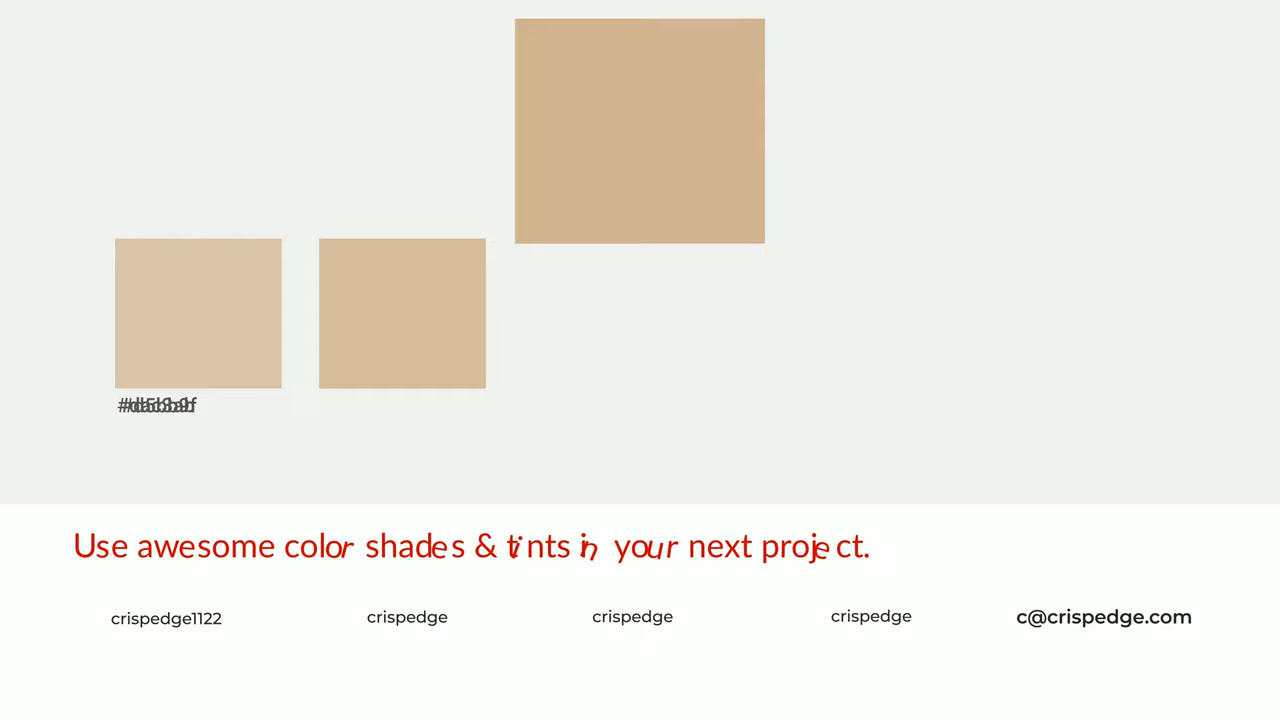 Use awesome color shades & tints in your next project.
crispedge1122 crispedge crispedge crispedge c@crispedge.com